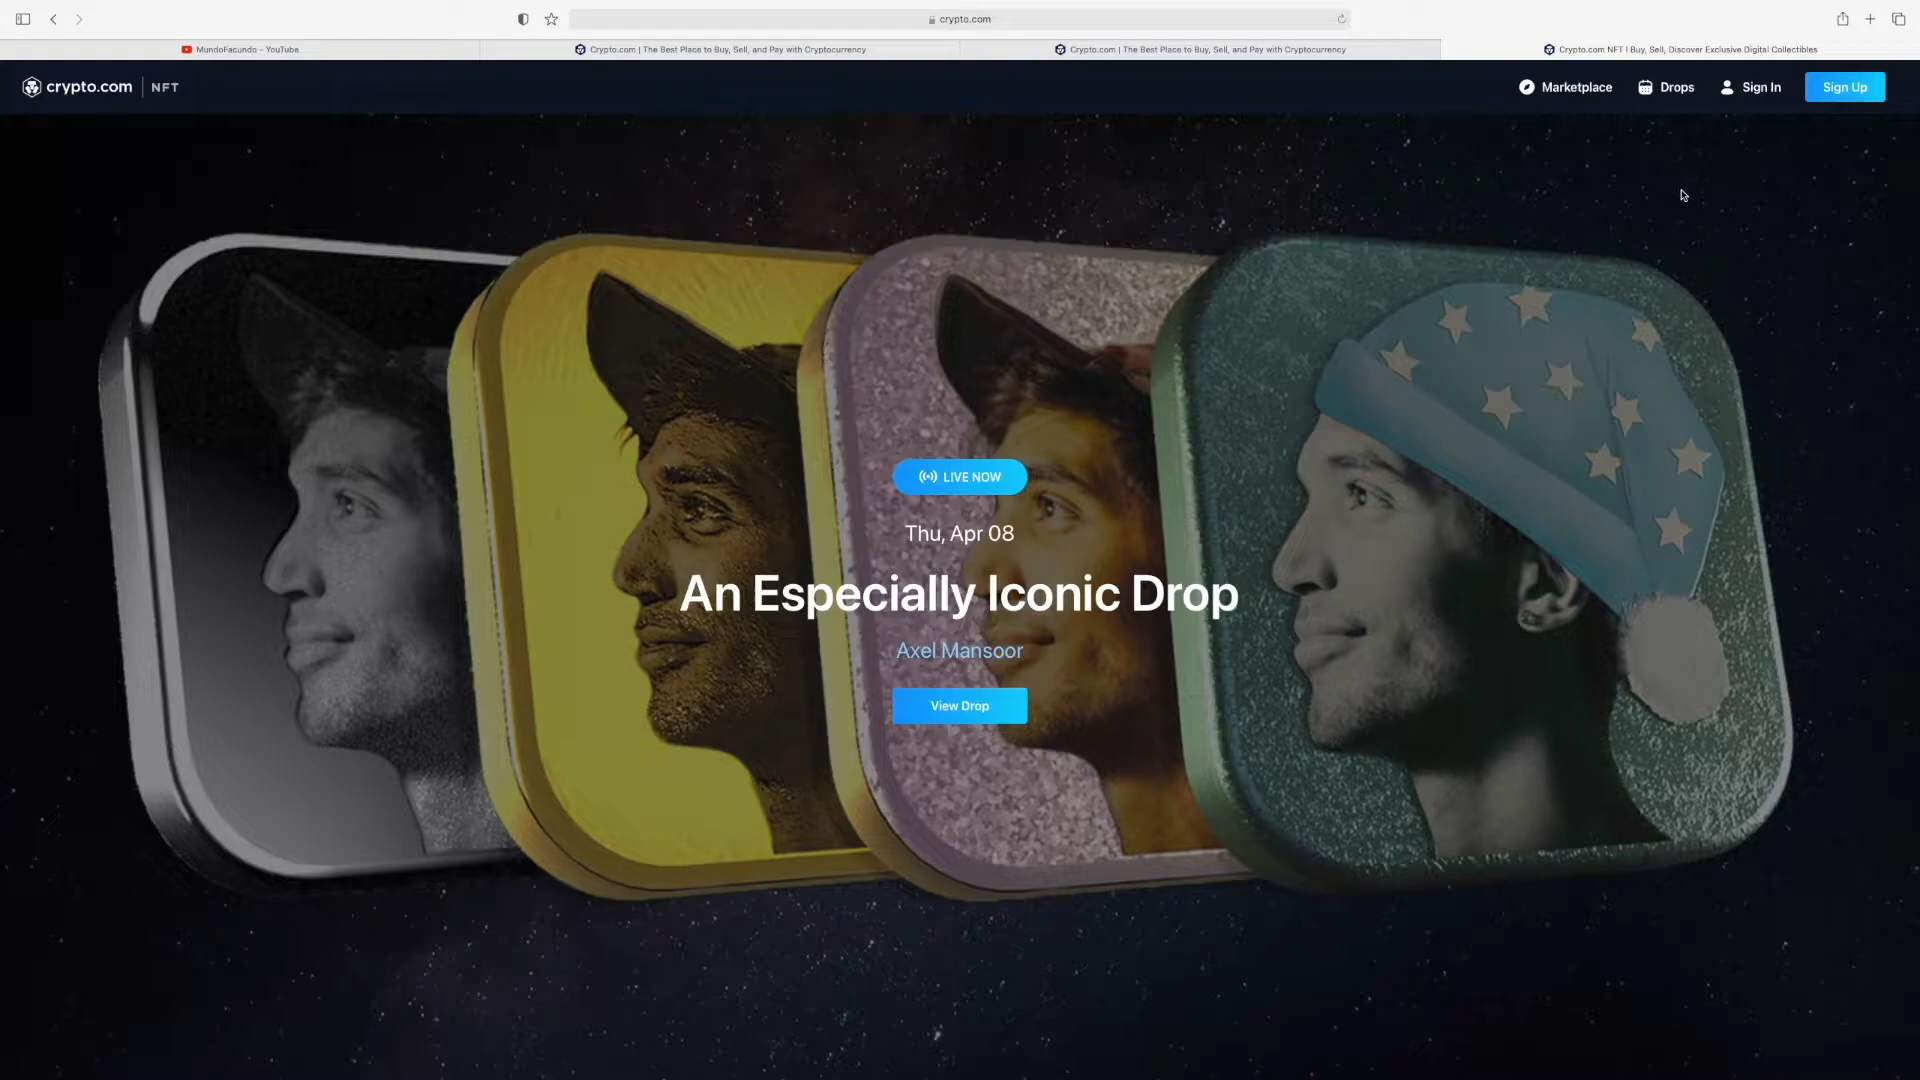 crypto.com
MundoFacundo - YouTube
Crypto.com | The Best Place to Buy, Sell, and Pay with Cryptocurrency
Crypto.com | The Best Place to Buy, Sell, and Pay with Cryptocurrency
Crypto.com NFT | Buy, Sell, Discover Exclusive Digital Collectibles
crypto.com | NFT
Marketplace
Drops
Sign In
Sign Up
LIVE NOW
Thu, Apr 08
An Especially Iconic Drop
Axel Mansoor
View Drop